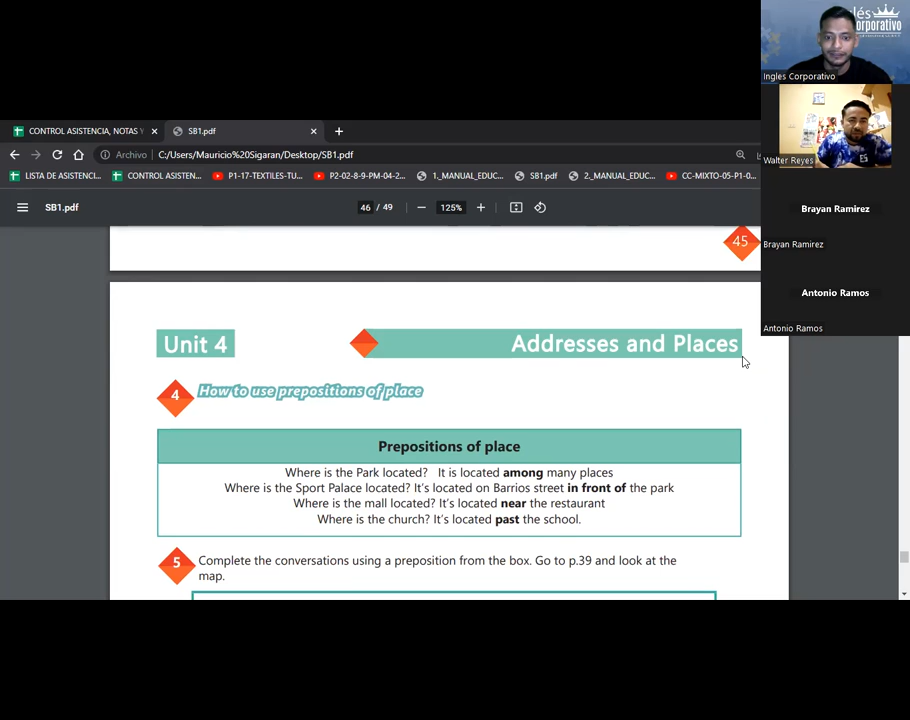 CONTROL ASISTENCIA, NOTAS Y
SB1.pdf
Archivo
C:/Users/Mauricio%20Sigaran/Desktop/SB1.pdf
LISTA DE ASISTENCI...
CONTROL ASISTEN...
P1-17-TEXTILES-TU...
P2-02-8-9-PM-04-2...
1._MANUAL_EDUC...
SB81.pdf
2._MANUAL_EDUC...
CC-MIXTO-05-P1-0...
SB1.pdf
46 / 49
125%
45
Unit 4
Addresses and Places
4
How to use prepositions of place
Prepositions of place
Where is the Park located? It is located among many places
Where is the Sport Palace located? It's located on Barrios street in front of the park
Where is the mall located? It's located near the restaurant
Where is the church? It's located past the school.
5
Complete the conversations using a preposition from the box. Go to p.39 and look at the
map.
Ingles Corporativo
Walter Reyes
Brayan Ramirez
Brayan Ramirez
Antonio Ramos
Antonio Ramos